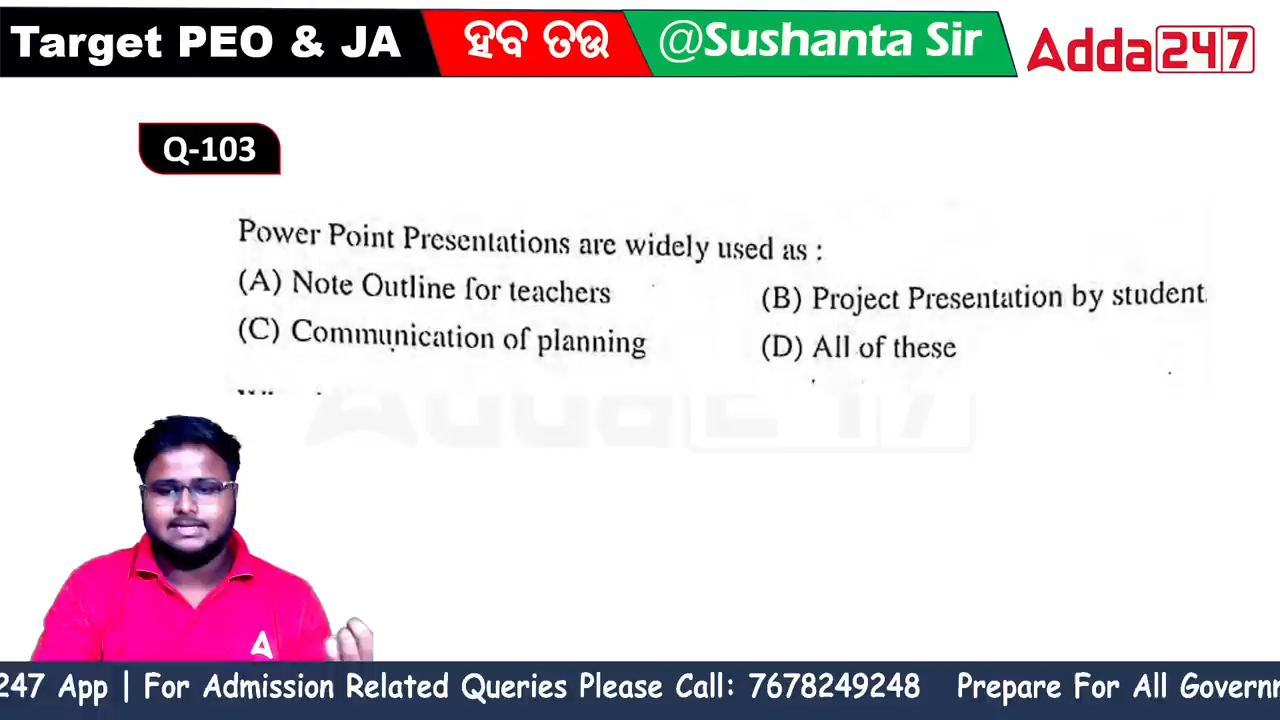 Target PEO & JA ହବ ତଉ @Sushanta Sir Adda247
Q-103
Power Point Presentations are widely used as :
(A) Note Outline for teachers (B) Project Presentation by student
(C) Communication of planning (D) All of these
Adda247
247 App | For Admission Related Queries Please Call: 7678249248 Prepare For All Governm